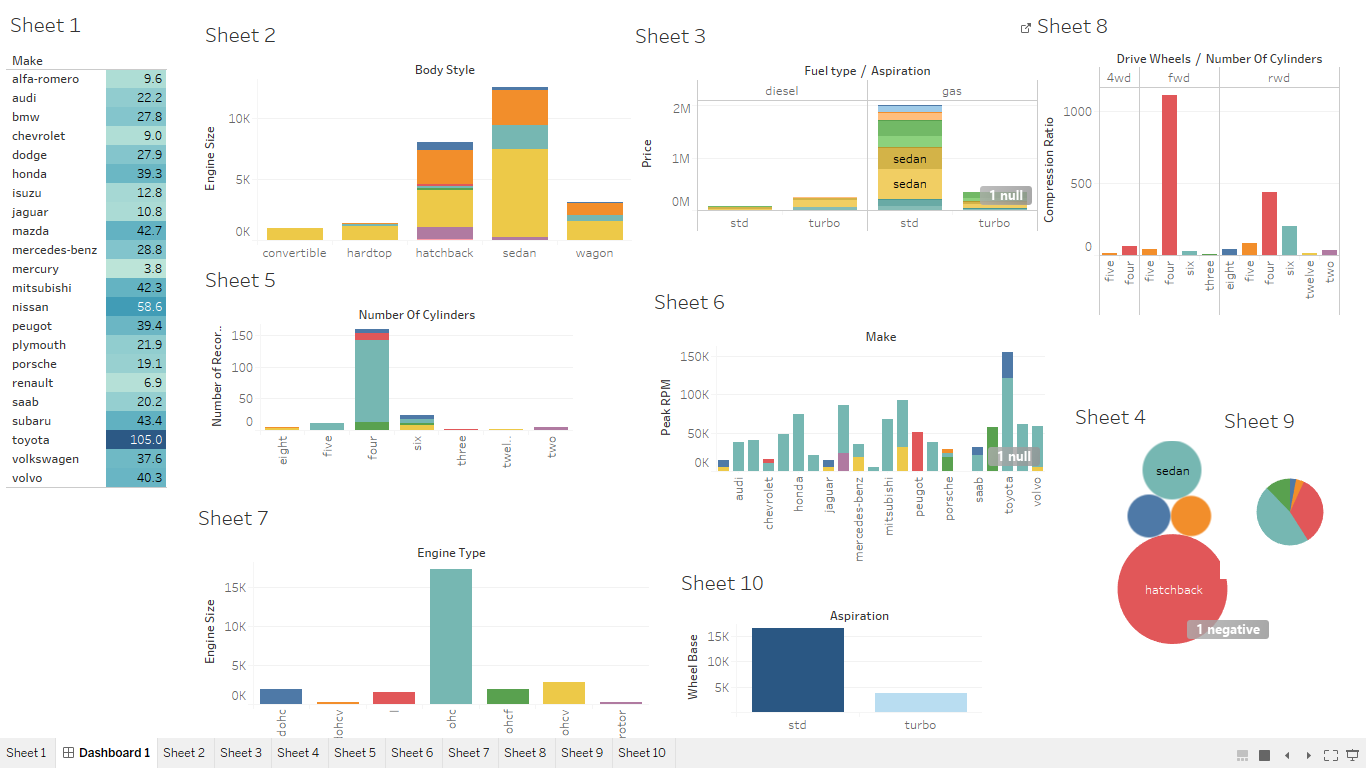 Sheet 1
Make
alfa-romero 9.6
audi 22.2
bmw 27.8
chevrolet 9.0
dodge 27.9
honda 39.3
isuzu 12.8
jaguar 10.8
mazda 42.7
mercedes-benz 28.8
mercury 3.8
mitsubishi 42.3
nissan 58.6
peugot 39.4
plymouth 21.9
porsche 19.1
renault 6.9
saab 20.2
subaru 43.4
toyota 105.0
volkswagen 37.6
volvo 40.3
Sheet 2
Body Style
Engine Size
10K
5K
0K
convertible hardtop hatchback sedan wagon
Sheet 3
Fuel type / Aspiration
diesel gas
Price
2M
1M
0M
sedan
sedan
1 null
std turbo std turbo
Sheet 8
Drive Wheels / Number Of Cylinders
4wd fwd rwd
Compression Ratio
1000
500
0
five four five four six three eight five four six twelve two
Sheet 5
Number Of Cylinders
Number of Recor..
150
100
50
0
eight five four six three twel.. two
Sheet 6
Make
Peak RPM
150K
100K
50K
0K
1 null
audi chevrolet honda jaguar mercedes-benz mitsubishi peugot porsche saab toyota volvo
Sheet 4
sedan
hatchback
1 negative
Sheet 9
Sheet 7
Engine Type
Engine Size
15K
10K
5K
0K
dohc dohcv l ohc ohcf ohcv rotor
Sheet 10
Aspiration
Wheel Base
15K
10K
5K
std turbo
Sheet 1 Dashboard 1 Sheet 2 Sheet 3 Sheet 4 Sheet 5 Sheet 6 Sheet 7 Sheet 8 Sheet 9 Sheet 10